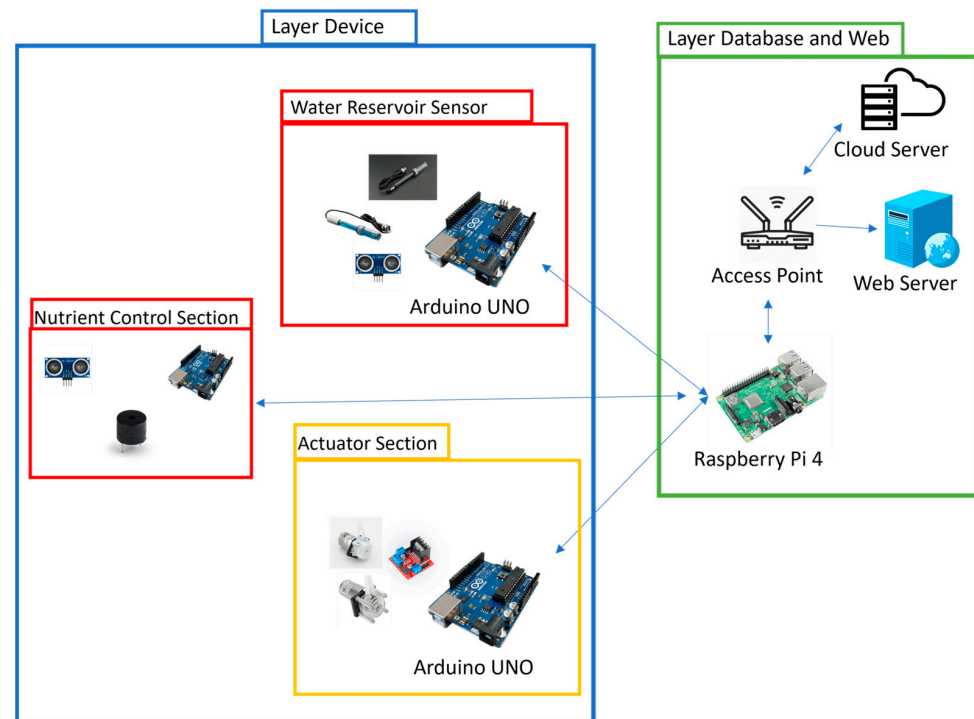 Layer Device
Layer Database and Web
Water Reservoir Sensor
Cloud Server
Access Point
Web Server
Arduino UNO
Nutrient Control Section
Actuator Section
Raspberry Pi 4
Arduino UNO